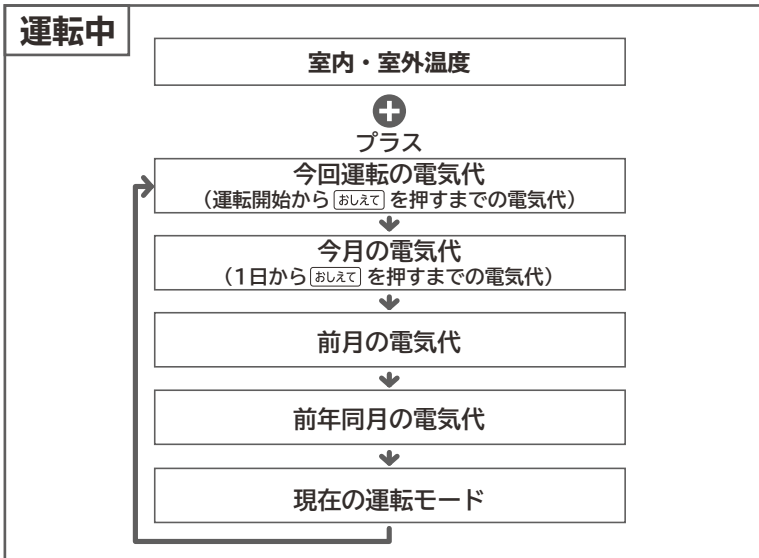 運転中
室内・室外温度
プラス
今回運転の電気代
(運転開始から おしえて を押すまでの電気代)
今月の電気代
(1日から おしえて を押すまでの電気代)
前月の電気代
前年同月の電気代
現在の運転モード